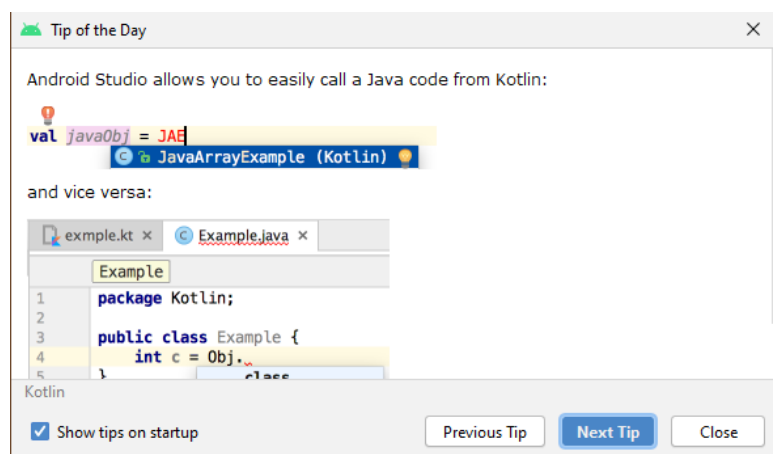 Tip of the Day
Android Studio allows you to easily call a Java code from Kotlin:
val javaObj = JAE
JavaArrayExample (Kotlin)
and vice versa:
exmple.kt Example.java
Example
1 package Kotlin;
2
3 public class Example {
4 int c = Obj.
5 } class
Kotlin
Show tips on startup Previous Tip Next Tip Close